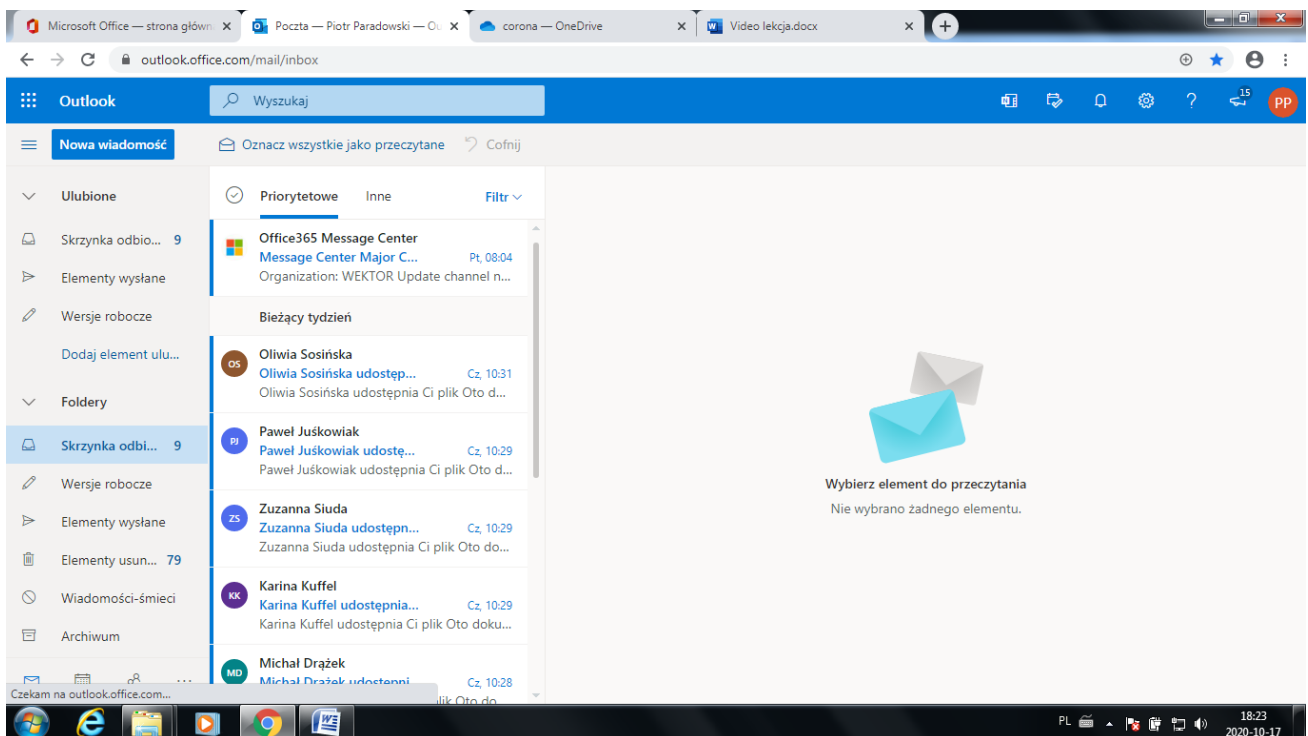 Microsoft Office — strona główn
Poczta — Piotr Paradowski — Ou
corona — OneDrive
Video lekcja.docx
outlook.office.com/mail/inbox
Outlook
Wyszukaj
15
PP
Nowa wiadomość
Oznacz wszystkie jako przeczytane
Cofnij
Ulubione
Skrzynka odbio... 9
Elementy wysłane
Wersje robocze
Dodaj element ulu...
Foldery
Skrzynka odbi... 9
Wersje robocze
Elementy wysłane
Elementy usun... 79
Wiadomości-śmieci
Archiwum
Priorytetowe
Inne
Filtr
Office365 Message Center
Message Center Major C... Pt, 08:04
Organization: WEKTOR Update channel n...
Bieżący tydzień
OS
Oliwia Sosińska
Oliwia Sosińska udostęp... Cz, 10:31
Oliwia Sosińska udostępnia Ci plik Oto d...
PJ
Paweł Juśkowiak
Paweł Juśkowiak udostę... Cz, 10:29
Paweł Juśkowiak udostępnia Ci plik Oto d...
ZS
Zuzanna Siuda
Zuzanna Siuda udostępn... Cz, 10:29
Zuzanna Siuda udostępnia Ci plik Oto do...
KK
Karina Kuffel
Karina Kuffel udostępnia... Cz, 10:29
Karina Kuffel udostępnia Ci plik Oto doku...
MD
Michał Drążek
Michał Drążek udostępni... Cz, 10:28
plik Oto do
Wybierz element do przeczytania
Nie wybrano żadnego elementu.
Czekam na outlook.office.com...
PL
18:23
2020-10-17